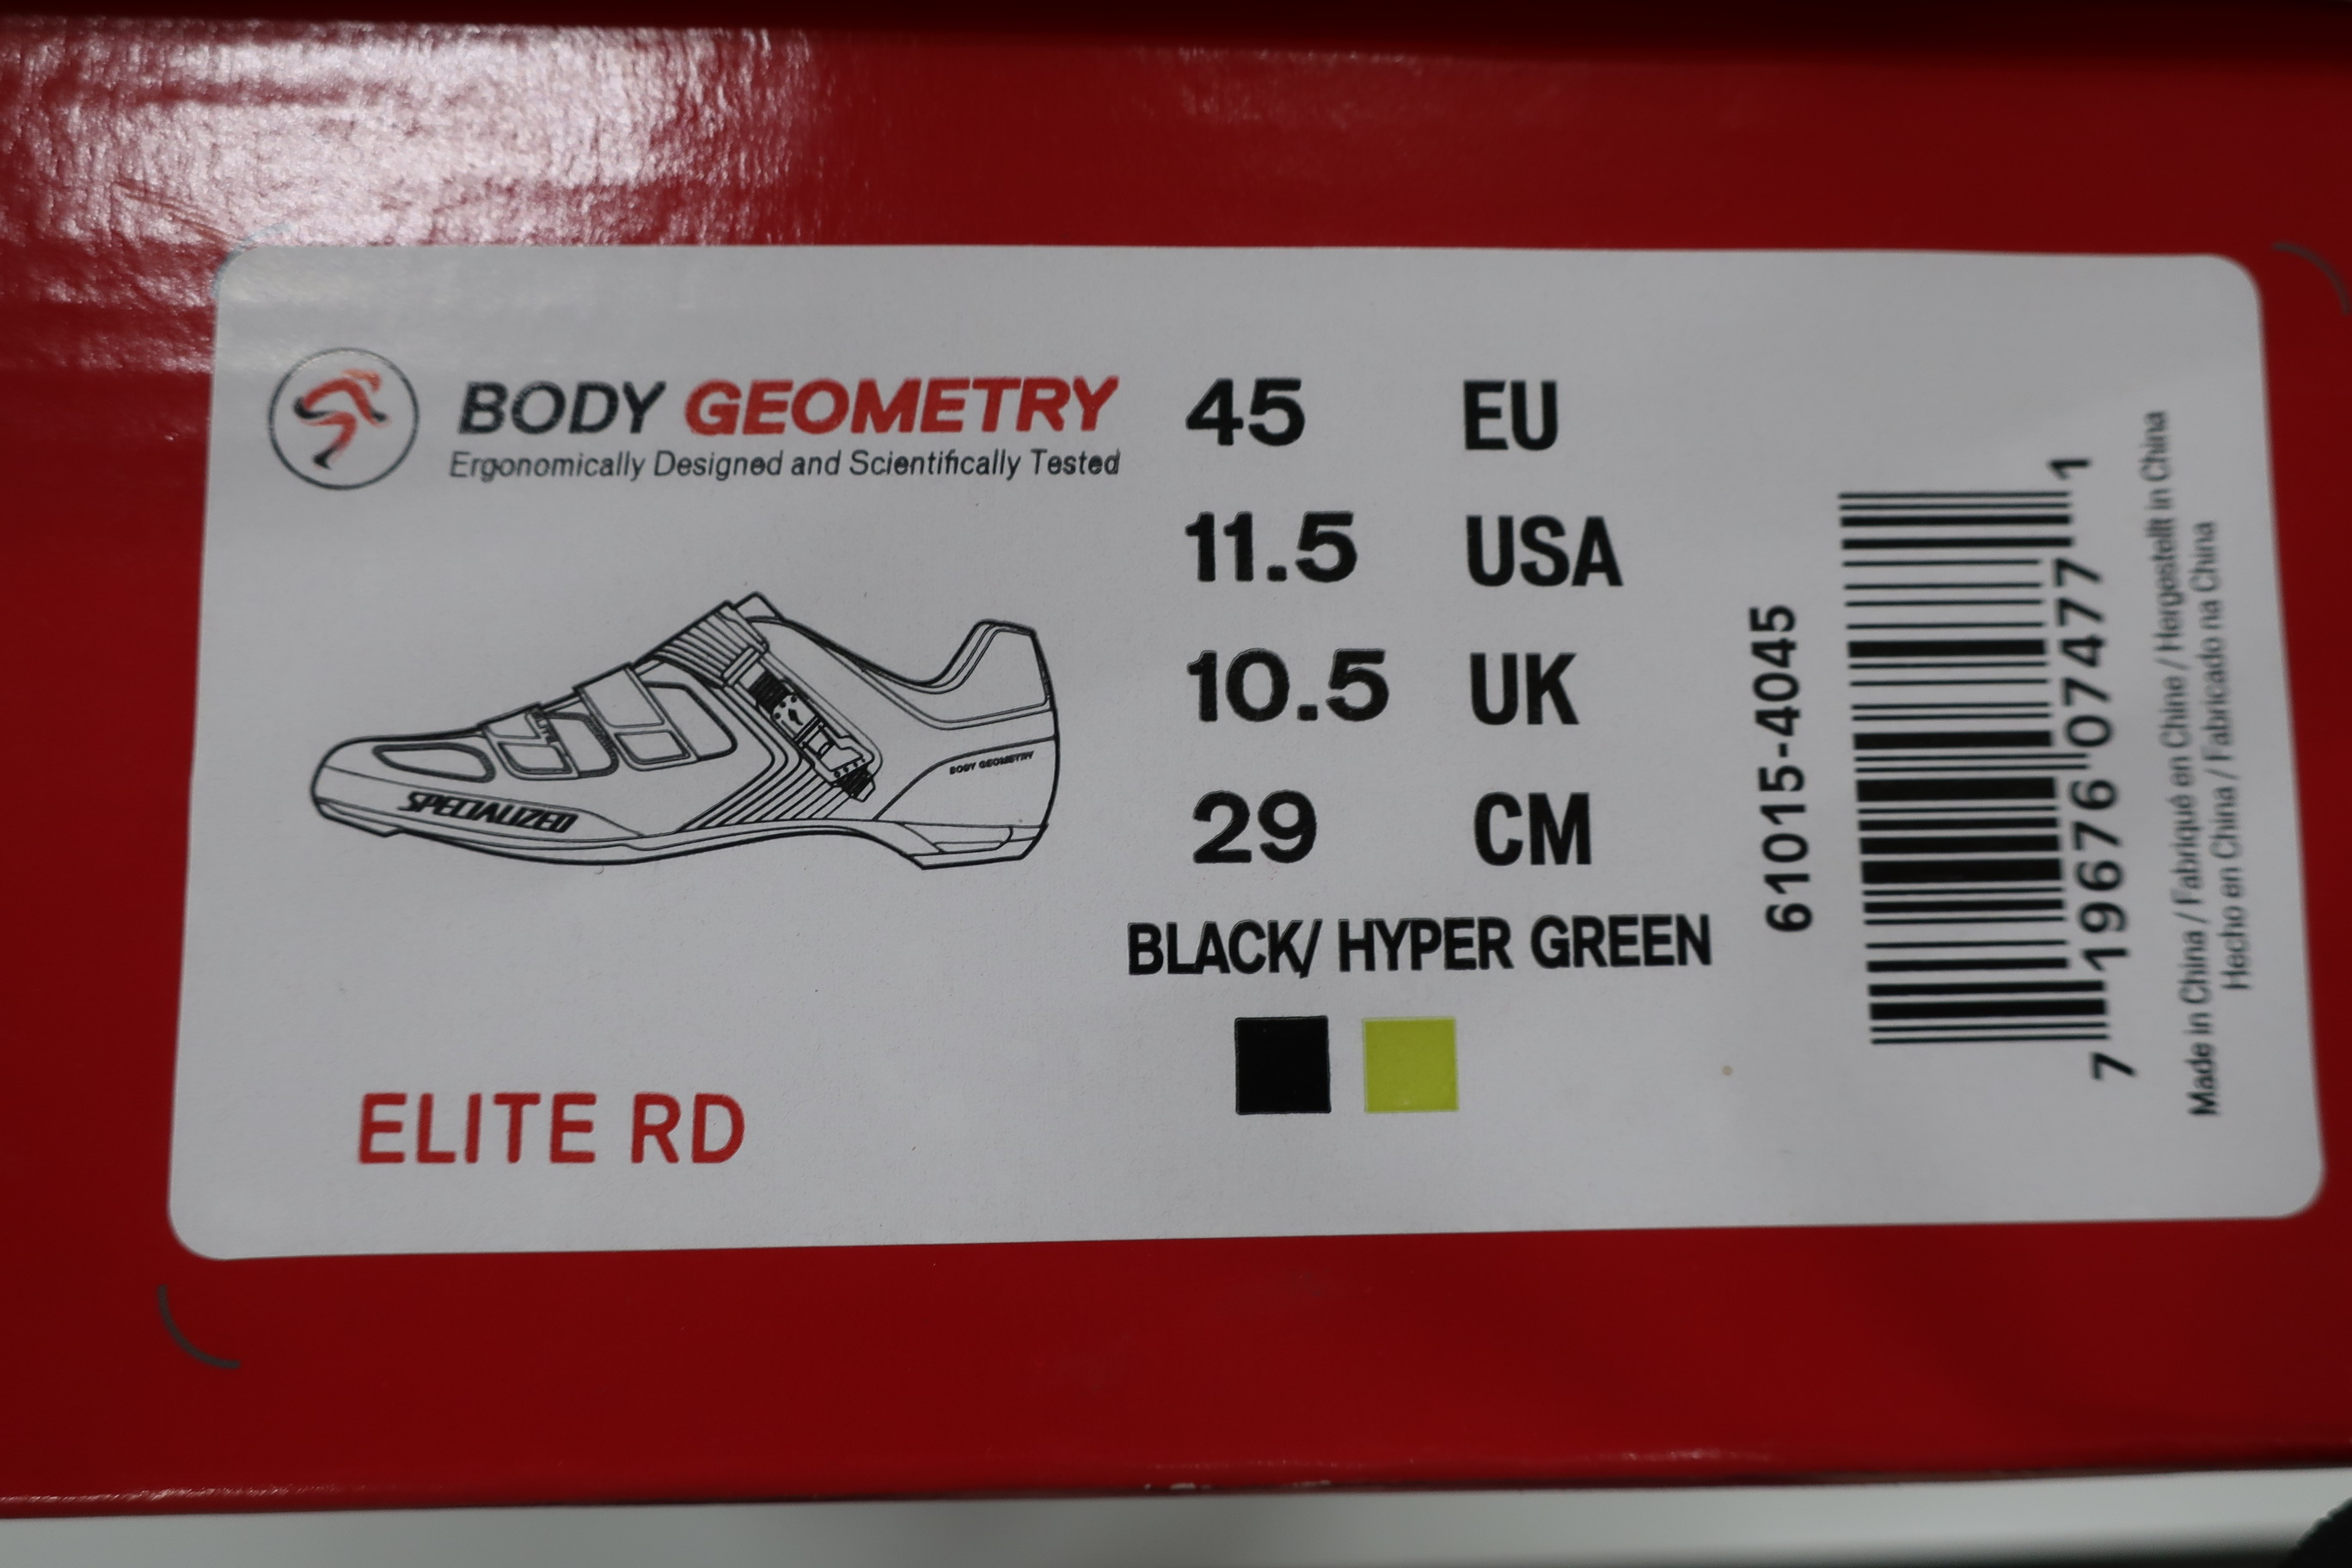 BODY GEOMETRY
Ergonomically Designed and Scientifically Tested
SPECIALIZED
BODY GEOMETRY
ELITE RD
45 EU
11.5 USA
10.5 UK
29 CM
BLACK/ HYPER GREEN
61015-4045
7 19676 07477 1
Made in China / Fabriqué en Chine / Hergestellt in China
Hecho en China / Fabricado na China